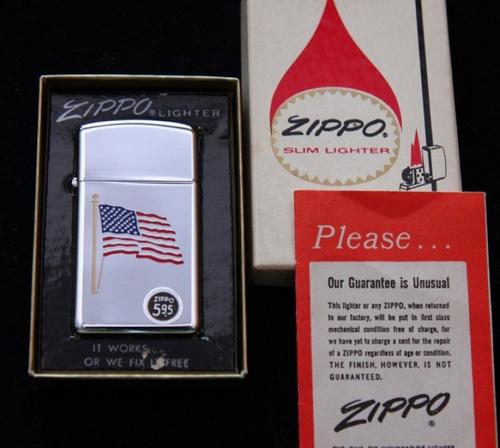 ZIPPO® LIGHTER
ZIPPO
5.95
IT WORKS
OR WE FIX IT FREE
ZIPPO®
SLIM LIGHTER
Please...
Our Guarantee is Unusual
This lighter or any ZIPPO, when returned
to our factory, will be put in first class
mechanical condition free of charge, for
we have yet to charge a cent for the repair
of a ZIPPO regardless of age or condition.
THE FINISH, HOWEVER, IS NOT
GUARANTEED.
ZIPPO®